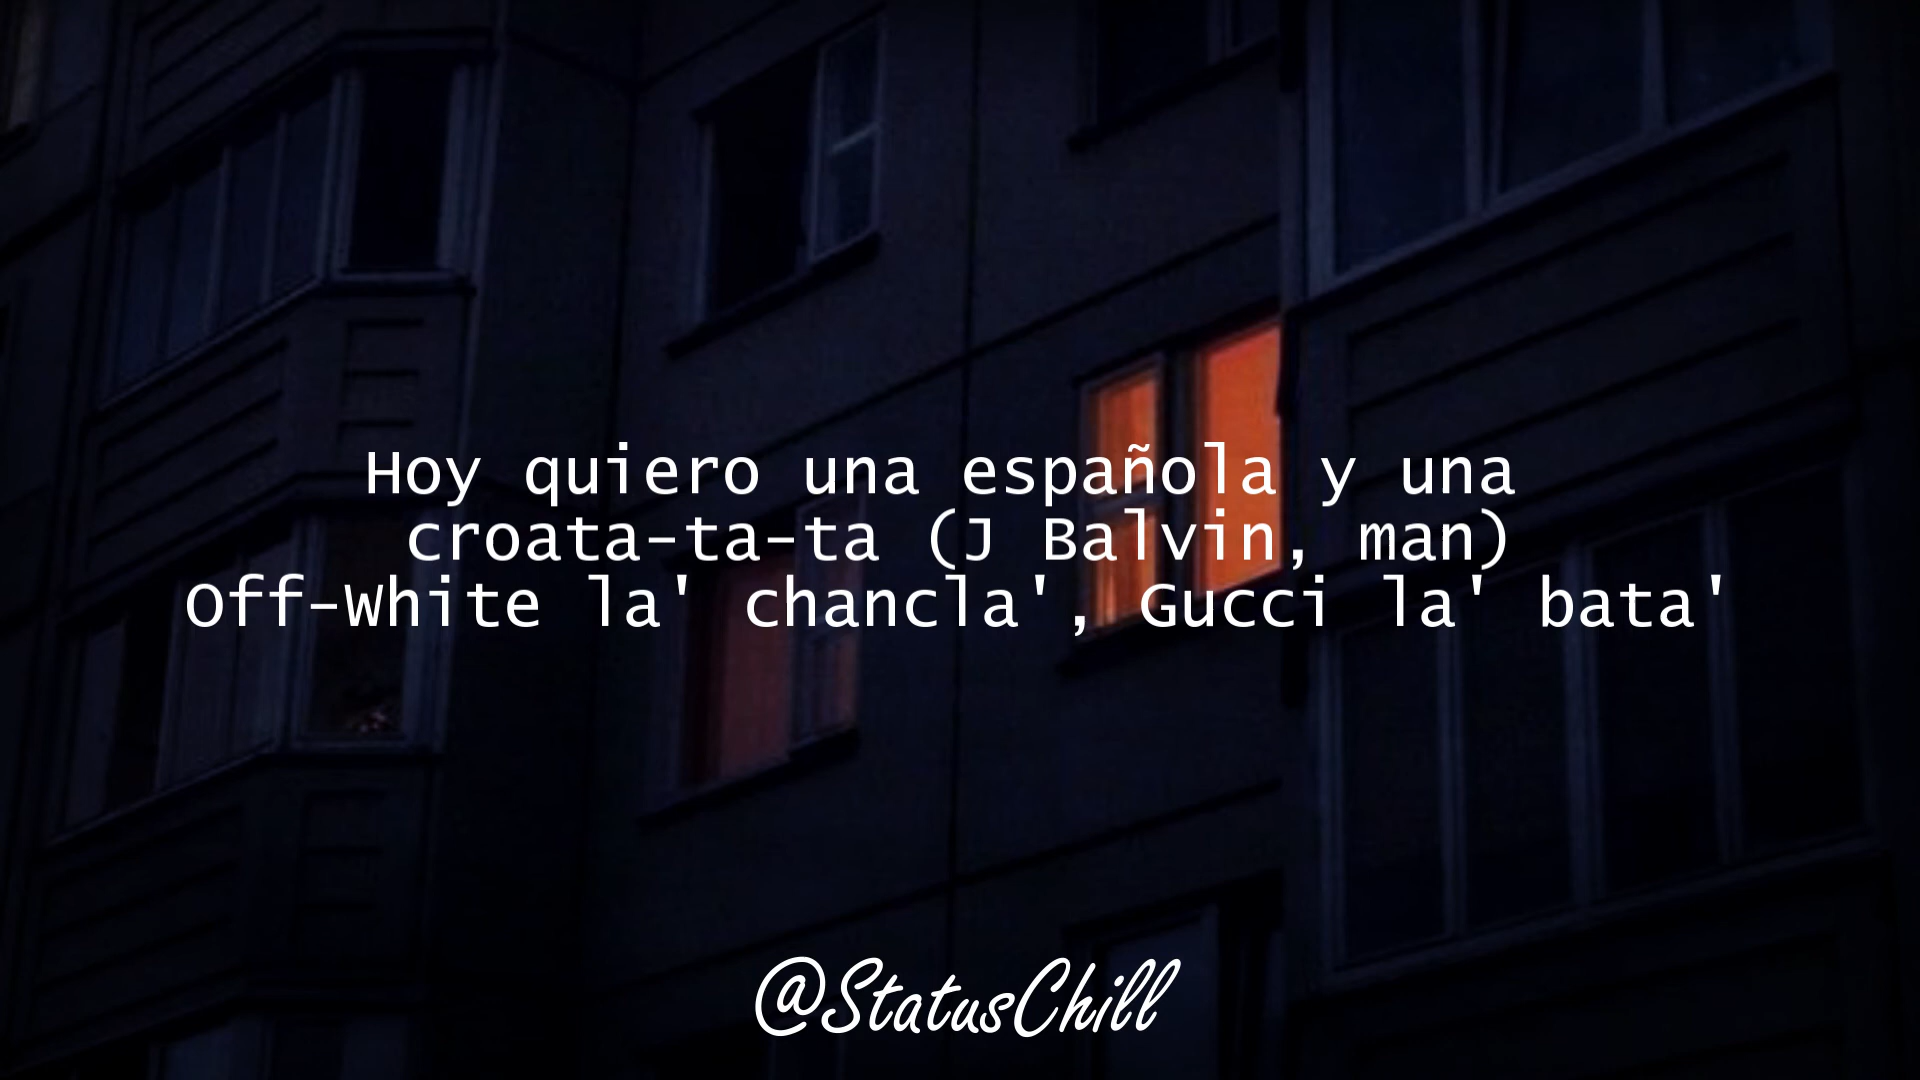 Hoy quiero una española y una
croata-ta-ta (J Balvin, man)
Off-White la' chancla', Gucci la' bata'
@StatusChill